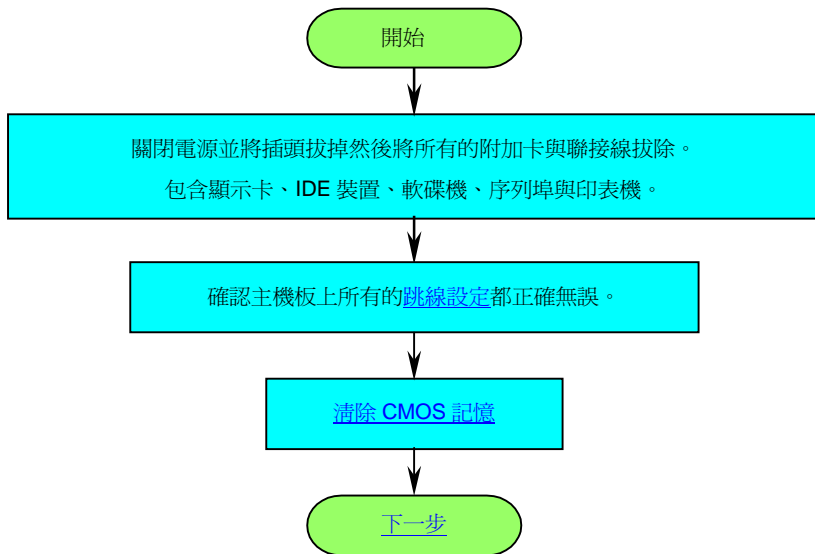 開始
關閉電源並將插頭拔掉然後將所有的附加卡與聯接線拔除。
包含顯示卡、IDE 裝置、軟碟機、序列埠與印表機。
確認主機板上所有的跳線設定都正確無誤。
清除 CMOS 記憶
下一步